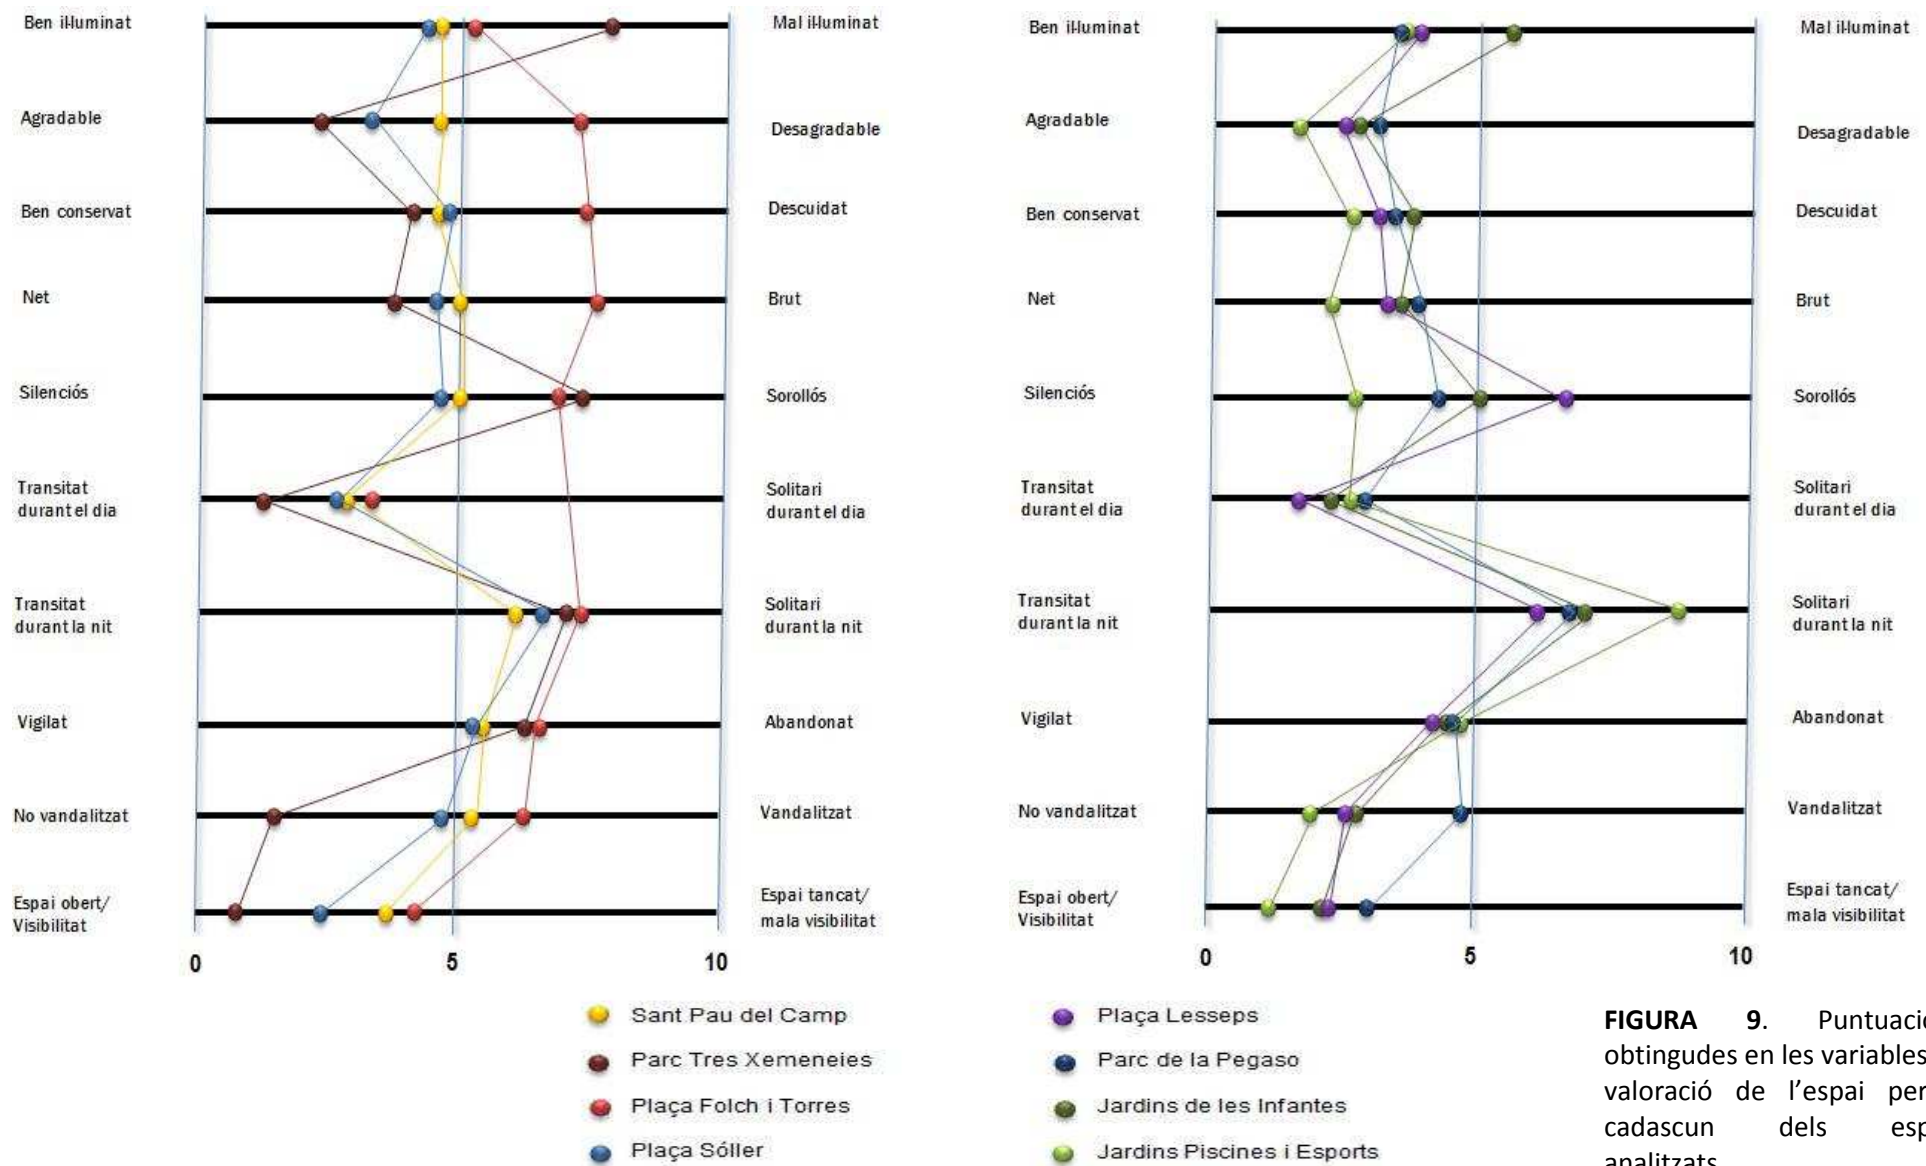 Ben il·luminat
Mal il·luminat
Agradable
Desagradable
Ben conservat
Descuidat
Net
Brut
Silenciós
Sorollós
Transitat
durant el dia
Solitari
durant el dia
Transitat
durant la nit
Solitari
durant la nit
Vigilat
Abandonat
No vandalitzat
Vandalitzat
Espai obert/
Visibilitat
Espai tancat/
mala visibilitat
0 5 10
Ben il·luminat
Mal il·luminat
Agradable
Desagradable
Ben conservat
Descuidat
Net
Brut
Silenciós
Sorollós
Transitat
durant el dia
Solitari
durant el dia
Transitat
durant la nit
Solitari
durant la nit
Vigilat
Abandonat
No vandalitzat
Vandalitzat
Espai obert/
Visibilitat
Espai tancat/
mala visibilitat
0 5 10
Sant Pau del Camp
Parc Tres Xemeneies
Plaça Folch i Torres
Plaça Sóller
Plaça Lesseps
Parc de la Pegaso
Jardins de les Infantes
Jardins Piscines i Esports
FIGURA 9. Puntuació
obtingudes en les variables
valoració de l'espai per
cadascun dels esp
analitzats